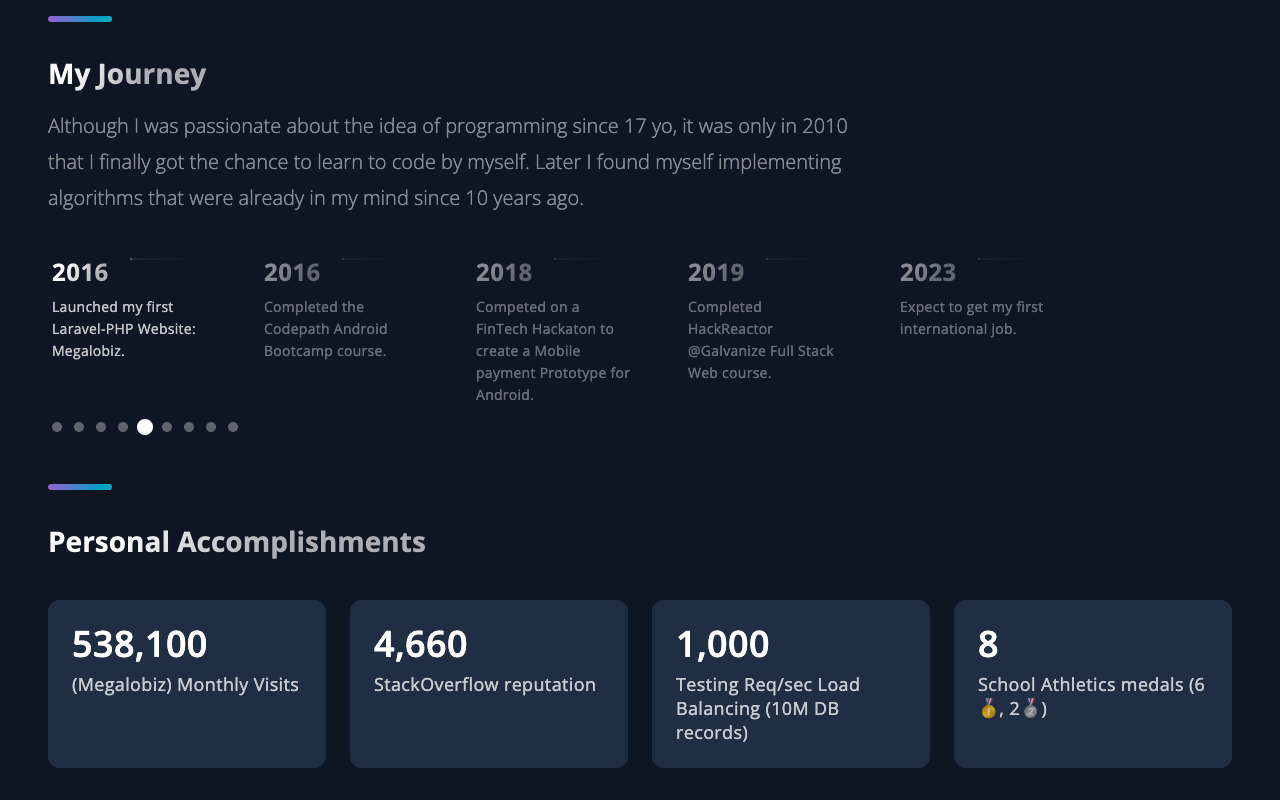 My Journey
Although I was passionate about the idea of programming since 17 yo, it was only in 2010
that I finally got the chance to learn to code by myself. Later I found myself implementing
algorithms that were already in my mind since 10 years ago.
2016
Launched my first
Laravel-PHP Website:
Megalobiz.
2016
Completed the
Codepath Android
Bootcamp course.
2018
Competed on a
FinTech Hackaton to
create a Mobile
payment Prototype for
Android.
2019
Completed
HackReactor
@Galvanize Full Stack
Web course.
2023
Expect to get my first
international job.
Personal Accomplishments
538,100
(Megalobiz) Monthly Visits
4,660
StackOverflow reputation
1,000
Testing Req/sec Load
Balancing (10M DB
records)
8
School Athletics medals (6
🥇, 2🥈)